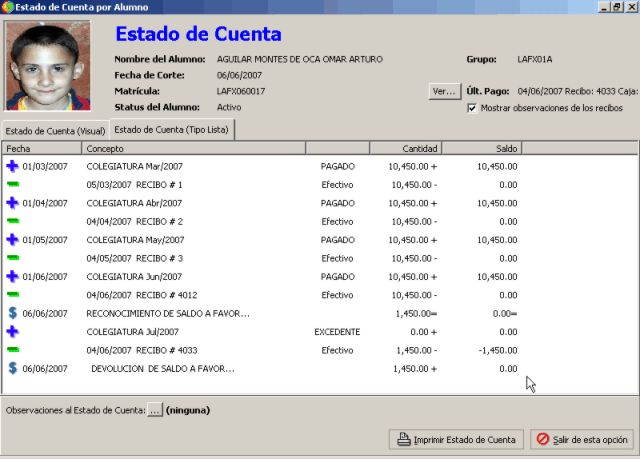 Estado de Cuenta por Alumno
Estado de Cuenta
Nombre del Alumno: AGUILAR MONTES DE OCA OMAR ARTURO Grupo: LAFX01A
Fecha de Corte: 06/06/2007
Matrícula: LAFX060017 Ver... Últ. Pago: 04/06/2007 Recibo: 4033 Caja:
Status del Alumno: Activo Mostrar observaciones de los recibos
Estado de Cuenta (Visual) Estado de Cuenta (Tipo Lista)
Fecha Concepto Cantidad Saldo
01/03/2007 COLEGIATURA Mar/2007 PAGADO 10,450.00 + 10,450.00
05/03/2007 RECIBO # 1 Efectivo 10,450.00 - 0.00
01/04/2007 COLEGIATURA Abr/2007 PAGADO 10,450.00 + 10,450.00
04/04/2007 RECIBO # 2 Efectivo 10,450.00 - 0.00
01/05/2007 COLEGIATURA May/2007 PAGADO 10,450.00 + 10,450.00
04/05/2007 RECIBO # 3 Efectivo 10,450.00 - 0.00
01/06/2007 COLEGIATURA Jun/2007 PAGADO 10,450.00 + 10,450.00
04/06/2007 RECIBO # 4012 Efectivo 10,450.00 - 0.00
$ 06/06/2007 RECONOCIMIENTO DE SALDO A FAVOR... 1,450.00= 0.00=
COLEGIATURA Jul/2007 EXCEDENTE 0.00 + 0.00
04/06/2007 RECIBO # 4033 Efectivo 1,450.00 - -1,450.00
$ 06/06/2007 DEVOLUCION DE SALDO A FAVOR... 1,450.00 + 0.00
Observaciones al Estado de Cuenta: ... (ninguna)
Imprimir Estado de Cuenta Salir de esta opción